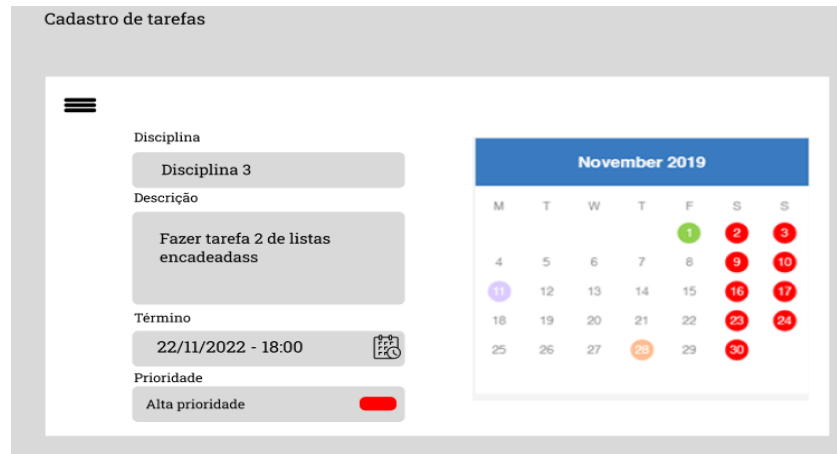 Cadastro de tarefas
Disciplina
Disciplina 3
Descrição
Fazer tarefa 2 de listas
encadeadass
Término
22/11/2022 - 18:00
Prioridade
Alta prioridade
November 2019
M T W T F S S
1 2 3
4 5 6 7 8 9 10
11 12 13 14 15 16 17
18 19 20 21 22 23 24
25 26 27 28 29 30